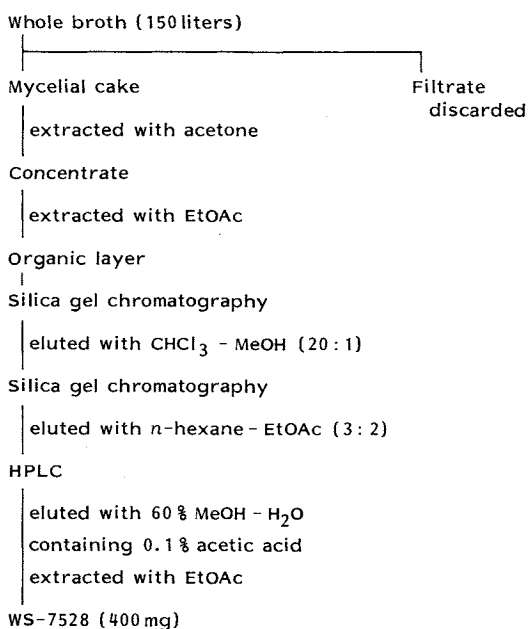 Whole broth (150 liters)
Mycelial cake
Filtrate
discarded
extracted with acetone
Concentrate
extracted with EtOAc
Organic layer
Silica gel chromatography
eluted with CHCl3 - MeOH (20 : 1)
Silica gel chromatography
eluted with n-hexane - EtOAc (3 : 2)
HPLC
eluted with 60 % MeOH - H2O
containing 0.1 % acetic acid
extracted with EtOAc
WS-7528 (400 mg)